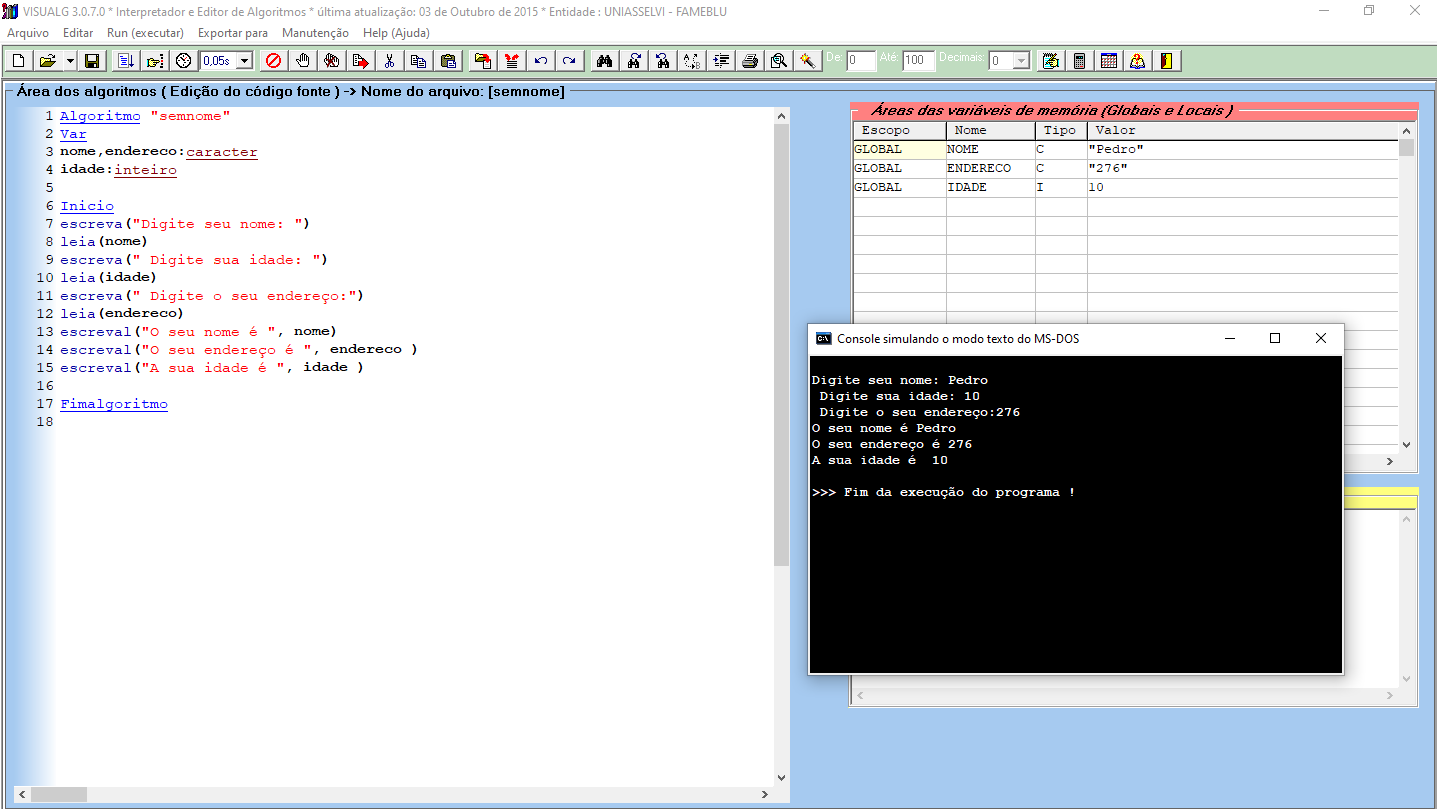 VISUALG 3.0.7.0 * Interpretador e Editor de Algoritmos * última atualização: 03 de Outubro de 2015 * Entidade : UNIASSELVI - FAMEBLU
Arquivo Editar Run (executar) Exportar para Manutenção Help (Ajuda)
0,05s De: 0 Até: 100 Decimais: 0
Área dos algoritmos ( Edição do código fonte ) -> Nome do arquivo: [semnome]
1 Algoritmo "semnome"
2 Var
3 nome,endereco:caracter
4 idade:inteiro
5
6 Inicio
7 escreva("Digite seu nome: ")
8 leia(nome)
9 escreva(" Digite sua idade: ")
10 leia(idade)
11 escreva(" Digite o seu endereço:")
12 leia(endereco)
13 escreval("O seu nome é ", nome)
14 escreval("O seu endereço é ", endereco )
15 escreval("A sua idade é ", idade )
16
17 Fimalgoritmo
18
Áreas das variáveis de memória (Globais e Locais )
Escopo Nome Tipo Valor
GLOBAL NOME C "Pedro"
GLOBAL ENDERECO C "276"
GLOBAL IDADE I 10
Console simulando o modo texto do MS-DOS
Digite seu nome: Pedro
Digite sua idade: 10
Digite o seu endereço:276
O seu nome é Pedro
O seu endereço é 276
A sua idade é  10
>>> Fim da execução do programa !